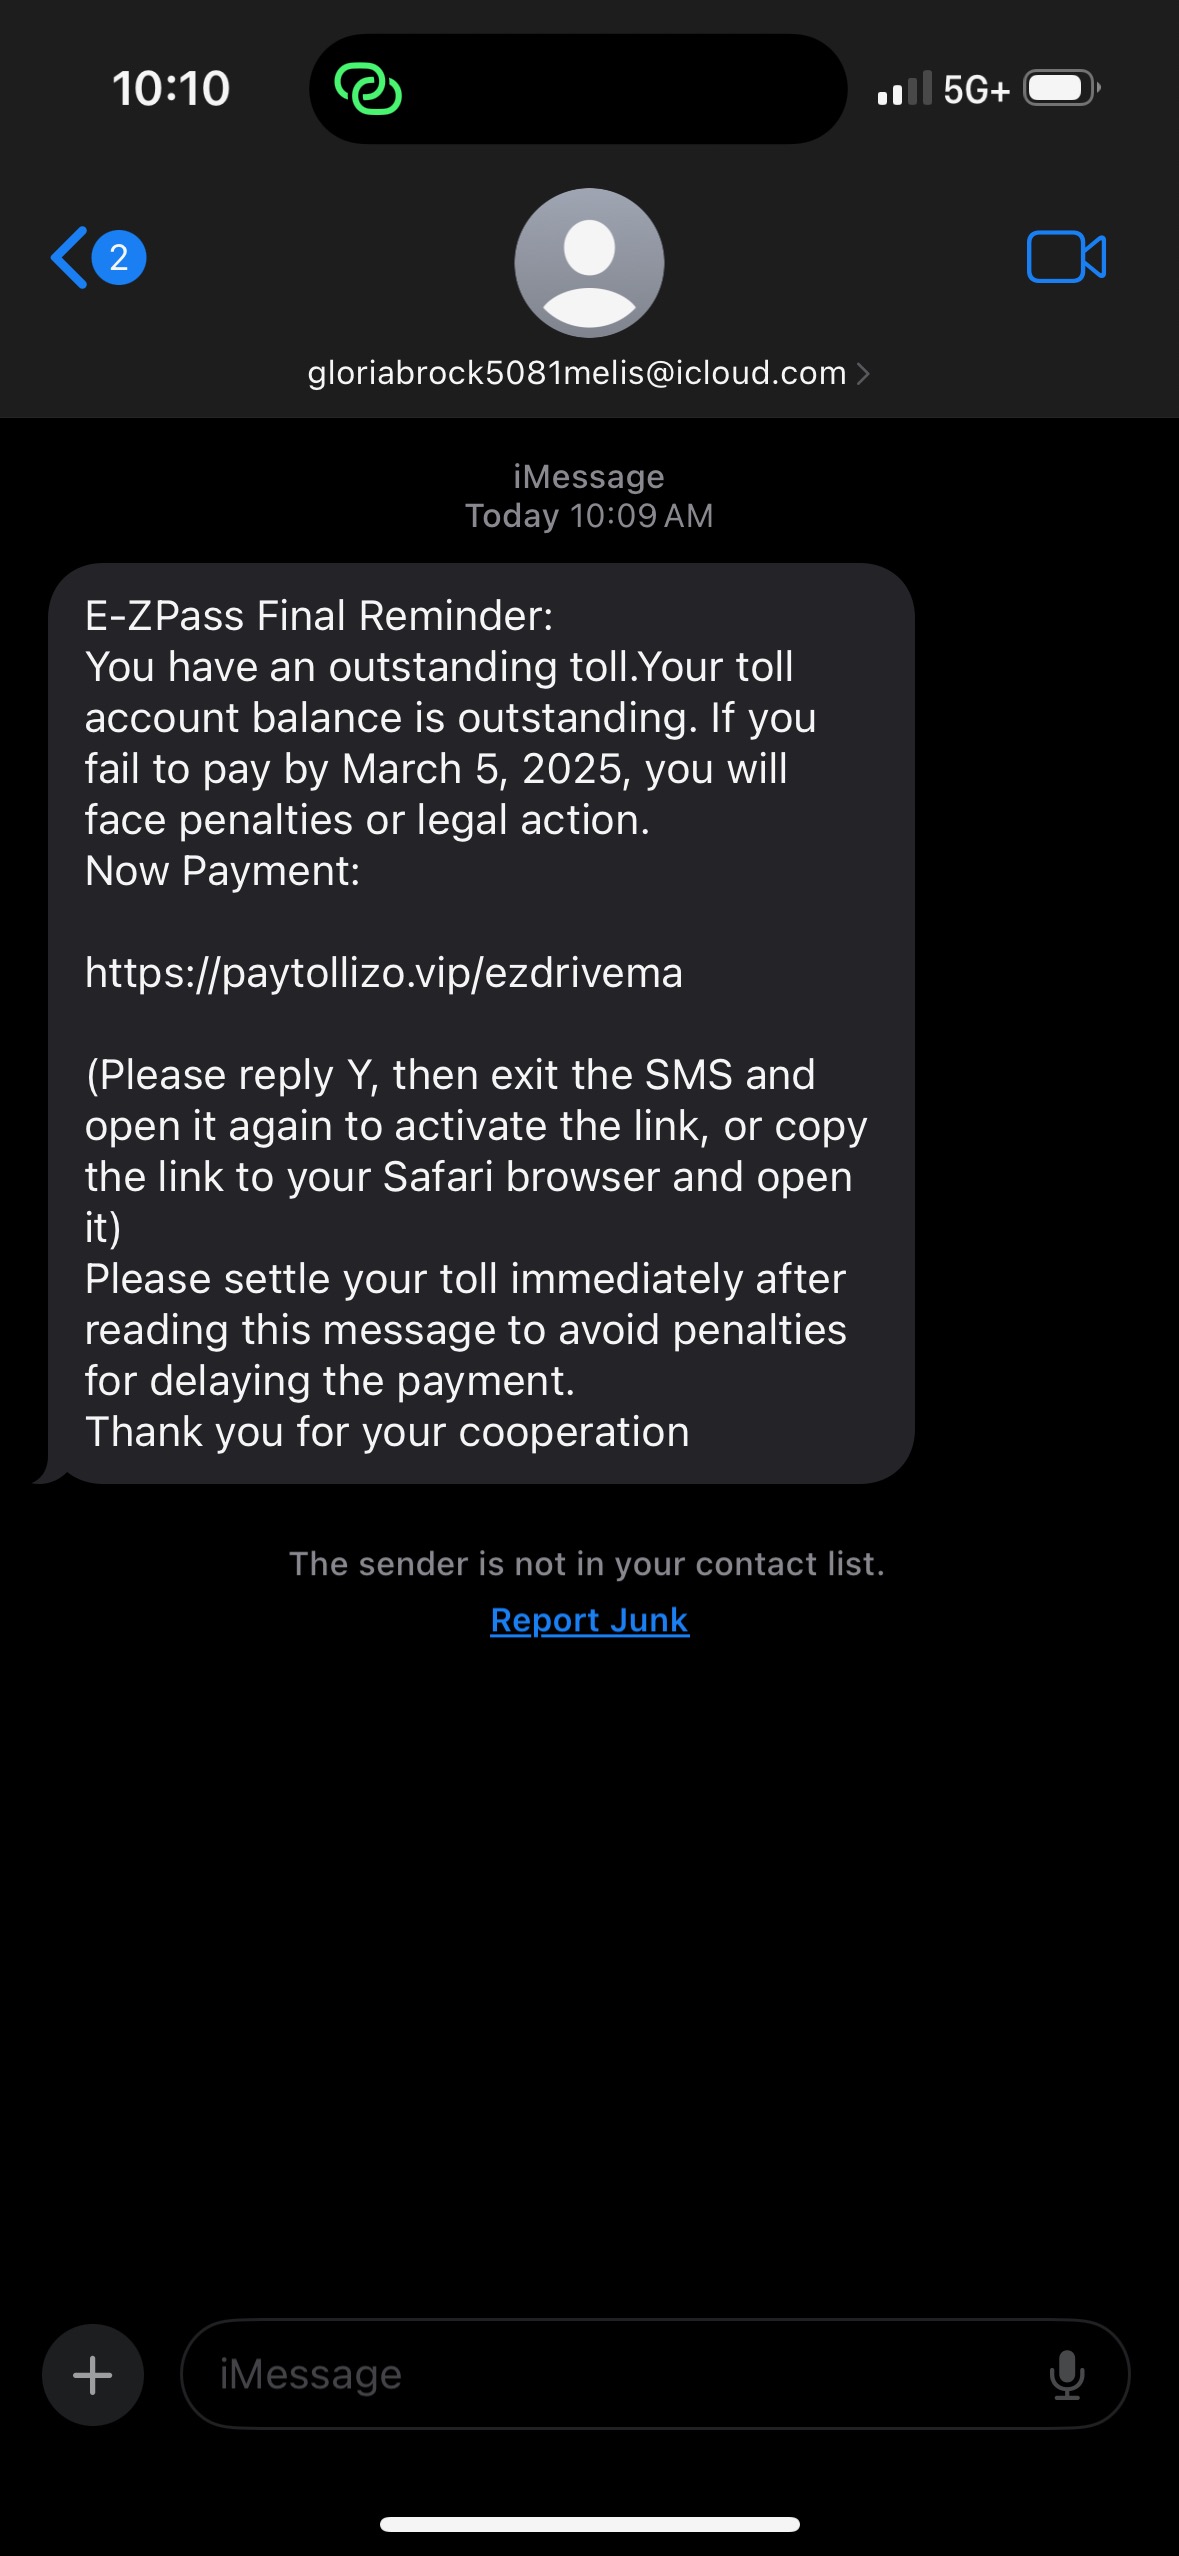 10:10
5G+
2
gloriabrock5081melis@icloud.com
iMessage
Today 10:09 AM
E-ZPass Final Reminder:
You have an outstanding toll.Your toll
account balance is outstanding. If you
fail to pay by March 5, 2025, you will
face penalties or legal action.
Now Payment:
https://paytollizo.vip/ezdrivema
(Please reply Y, then exit the SMS and
open it again to activate the link, or copy
the link to your Safari browser and open
it)
Please settle your toll immediately after
reading this message to avoid penalties
for delaying the payment.
Thank you for your cooperation
The sender is not in your contact list.
Report Junk
iMessage